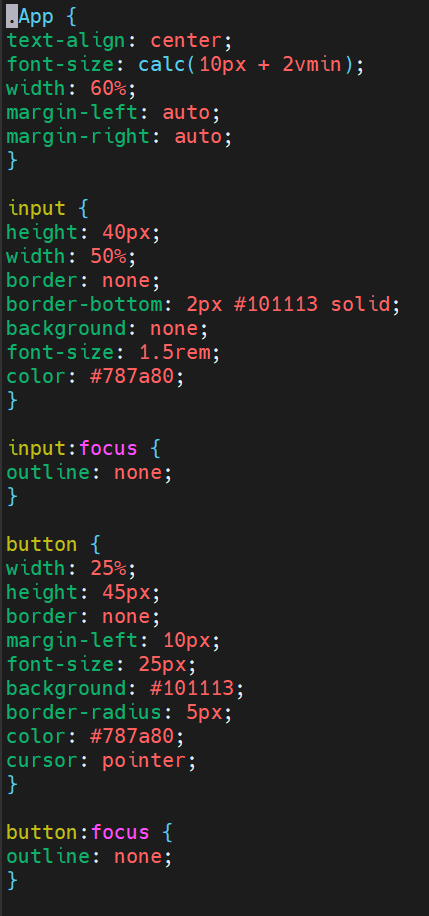 .App {
text-align: center;
font-size: calc(10px + 2vmin);
width: 60%;
margin-left: auto;
margin-right: auto;
}

input {
height: 40px;
width: 50%;
border: none;
border-bottom: 2px #101113 solid;
background: none;
font-size: 1.5rem;
color: #787a80;
}

input:focus {
outline: none;
}

button {
width: 25%;
height: 45px;
border: none;
margin-left: 10px;
font-size: 25px;
background: #101113;
border-radius: 5px;
color: #787a80;
cursor: pointer;
}

button:focus {
outline: none;
}